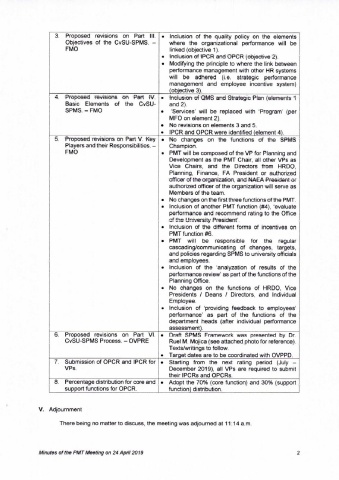 3. Proposed revisions on Part III.
Objectives of the CvSU-SPMS. –
FMO
• Inclusion of the quality policy on the elements
where the organizational performance will be
linked (objective 1).
• Inclusion of IPCR and OPCR (objective 2).
• Modifying the principle to where the link between
performance management with other HR systems
will be adhered (i.e. strategic performance
management and employee incentive system)
(objective 3).
4. Proposed revisions on Part IV.
Basic Elements of the CvSU-
SPMS. – FMO
• Inclusion of QMS and Strategic Plan (elements 1
and 2).
• 'Services' will be replaced with 'Program' (per
MFO on element 2).
• No revisions on elements 3 and 5.
• IPCR and OPCR were identified (element 4).
5. Proposed revisions on Part V. Key
Players and their Responsibilities. –
FMO
• No changes on the functions of the SPMS
Champion.
• PMT will be composed of the VP for Planning and
Development as the PMT Chair, all other VPs as
Vice Chairs, and the Directors from HRDO,
Planning, Finance, FA President or authorized
officer of the organization, and NAEA President or
authorized officer of the organization will serve as
Members of the team.
• No changes on the first three functions of the PMT.
• Inclusion of another PMT function (#4), 'evaluate
performance and recommend rating to the Office
of the University President'.
• Inclusion of the different forms of incentives on
PMT function #6.
• PMT will be responsible for the regular
cascading/communicating of changes, targets,
and policies regarding SPMS to university officials
and employees.
• Inclusion of the 'analyzation of results of the
performance review' as part of the functions of the
Planning Office.
• No changes on the functions of HRDO, Vice
Presidents / Deans / Directors, and Individual
Employee.
• Inclusion of 'providing feedback to employees'
performance' as part of the functions of the
department heads (after individual performance
assessment).
6. Proposed revisions on Part VI.
CvSU-SPMS Process. – OVPRE
• Draft SPMS Framework was presented by Dr.
Ruel M. Mojica (see attached photo for reference).
Texts/writings to follow.
• Target dates are to be coordinated with OVPPD.
7. Submission of OPCR and IPCR for
VPs.
• Starting from the next rating period (July –
December 2019), all VPs are required to submit
their IPCRs and OPCRs.
8. Percentage distribution for core and
support functions for OPCR.
• Adopt the 70% (core function) and 30% (support
function) distribution.
V. Adjournment
There being no matter to discuss, the meeting was adjourned at 11:14 a.m.
Minutes of the PMT Meeting on 24 April 2019 2